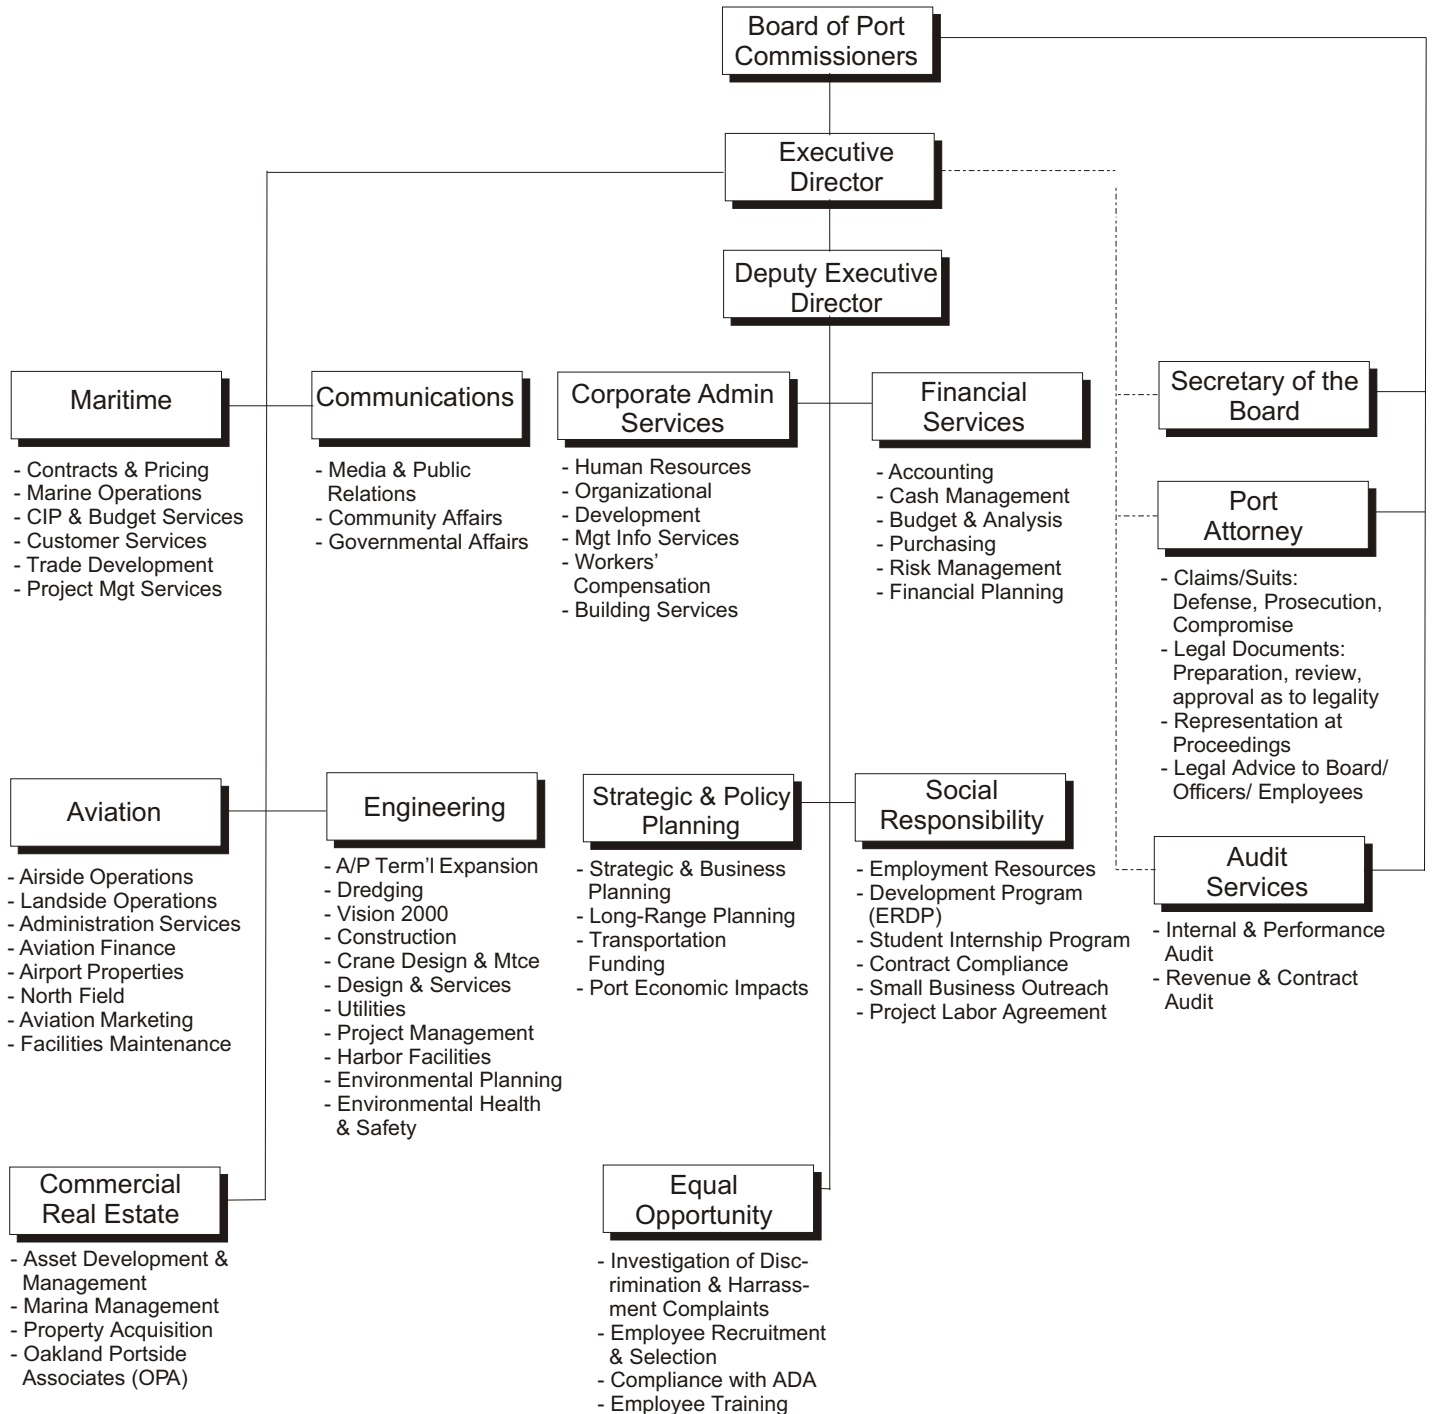 Board of Port
Commissioners
Executive
Director
Deputy Executive
Director
Maritime
- Contracts & Pricing
- Marine Operations
- CIP & Budget Services
- Customer Services
- Trade Development
- Project Mgt Services
Communications
- Media & Public
Relations
- Community Affairs
- Governmental Affairs
Corporate Admin
Services
- Human Resources
- Organizational
- Development
- Mgt Info Services
- Workers’
Compensation
- Building Services
Financial
Services
- Accounting
- Cash Management
- Budget & Analysis
- Purchasing
- Risk Management
- Financial Planning
Secretary of the
Board
Port
Attorney
- Claims/Suits:
Defense, Prosecution,
Compromise
- Legal Documents:
Preparation, review,
approval as to legality
- Representation at
Proceedings
- Legal Advice to Board/
Officers/ Employees
Aviation
- Airside Operations
- Landside Operations
- Administration Services
- Aviation Finance
- Airport Properties
- North Field
- Aviation Marketing
- Facilities Maintenance
Engineering
- A/P Term’l Expansion
- Dredging
- Vision 2000
- Construction
- Crane Design & Mtce
- Design & Services
- Utilities
- Project Management
- Harbor Facilities
- Environmental Planning
- Environmental Health
& Safety
Strategic & Policy
Planning
- Strategic & Business
Planning
- Long-Range Planning
- Transportation
Funding
- Port Economic Impacts
Social
Responsibility
- Employment Resources
- Development Program
(ERDP)
- Student Internship Program
- Contract Compliance
- Small Business Outreach
- Project Labor Agreement
Audit
Services
- Internal & Performance
Audit
- Revenue & Contract
Audit
Commercial
Real Estate
- Asset Development &
Management
- Marina Management
- Property Acquisition
- Oakland Portside
Associates (OPA)
Equal
Opportunity
- Investigation of Disc-
rimination & Harrass-
ment Complaints
- Employee Recruitment
& Selection
- Compliance with ADA
- Employee Training